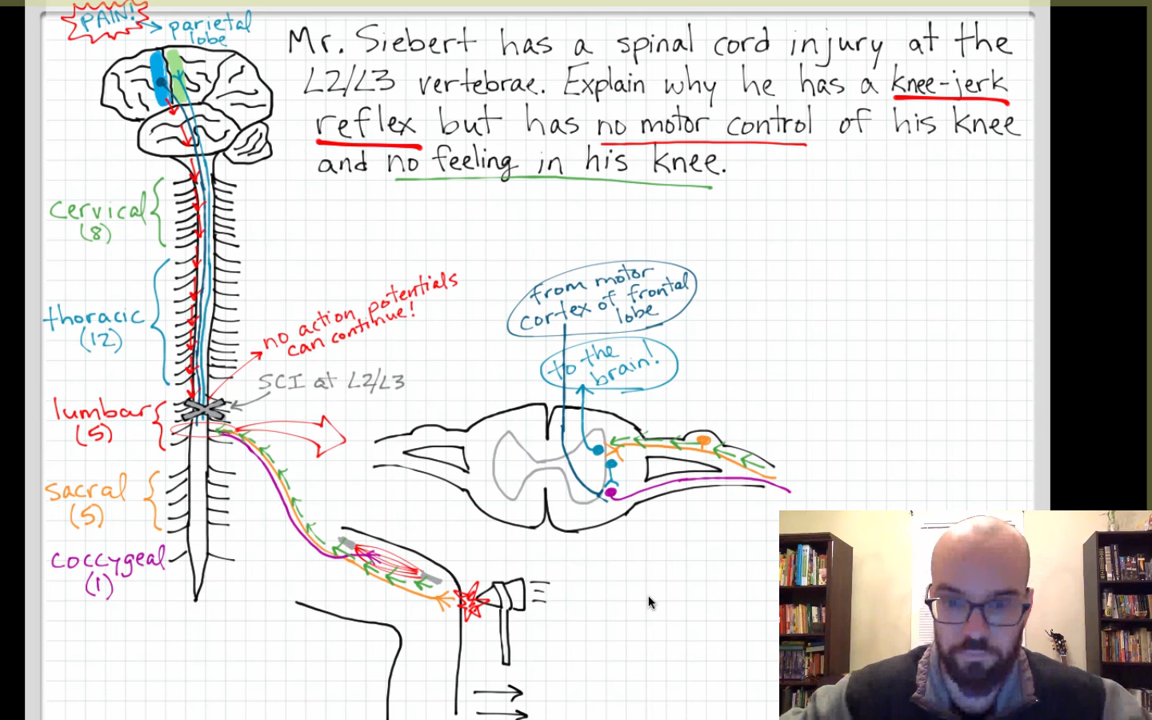 PAIN!
parietal
lobe
Mr. Siebert has a spinal cord injury at the
L2/L3 vertebrae. Explain why he has a knee-jerk
reflex but has no motor control of his knee
and no feeling in his knee.
cervical
(8)
thoracic
(12)
no action potentials
can continue!
SCI at L2/L3
from motor
cortex of frontal
lobe
to the
brain!
lumbar
(5)
sacral
(5)
coccygeal
(1)